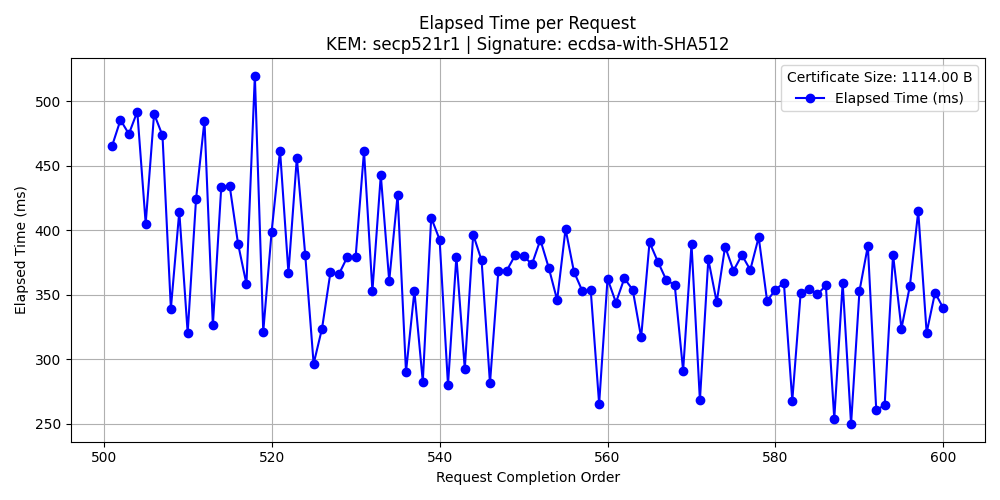 Elapsed Time per Request
KEM: secp521r1 | Signature: ecdsa-with-SHA512
Certificate Size: 1114.00 B
Elapsed Time (ms)
Elapsed Time (ms)
500
450
400
350
300
250
500 520 540 560 580 600
Request Completion Order